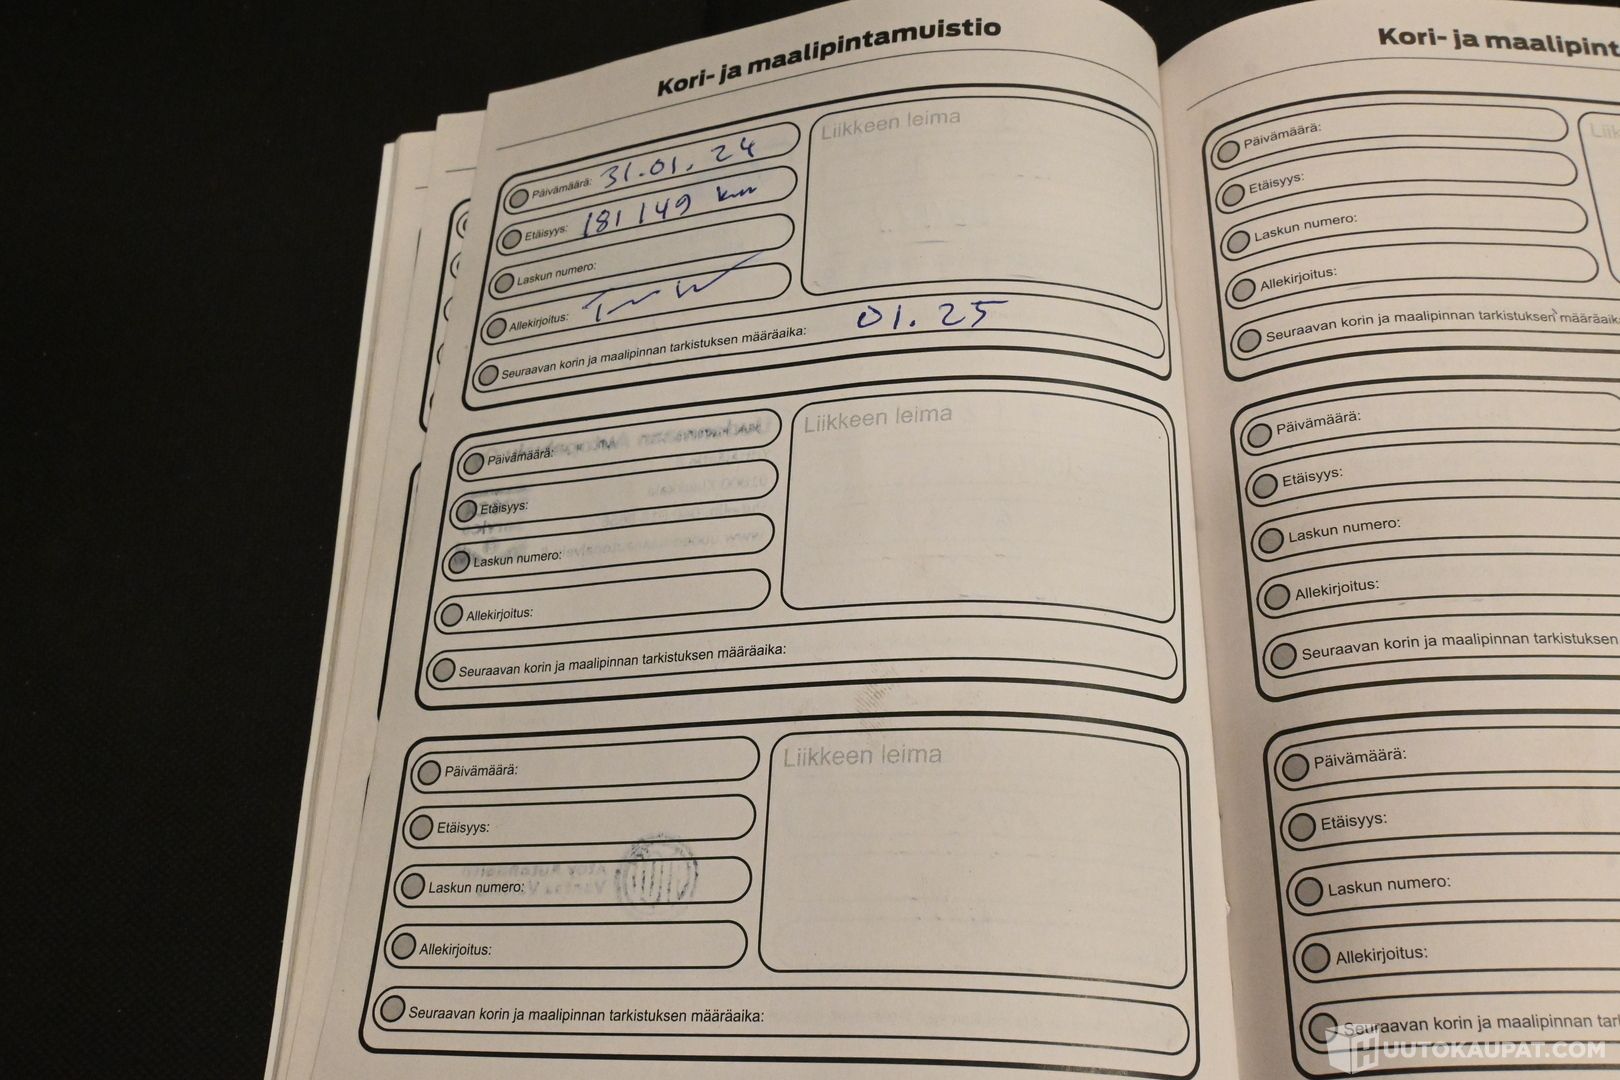 Kori- ja maalipintamuistio
Päivämäärä: 31.01.24
Etäisyys: 181149 km
Laskun numero:
Allekirjoitus:
Seuraavan korin ja maalipinnan tarkistuksen määräaika: 01.25
Liikkeen leima
Päivämäärä:
Etäisyys:
Laskun numero:
Allekirjoitus:
Seuraavan korin ja maalipinnan tarkistuksen määräaika:
Liikkeen leima
Päivämäärä:
Etäisyys:
Laskun numero:
Allekirjoitus:
Seuraavan korin ja maalipinnan tarkistuksen määräaika:
Liikkeen leima
Kori- ja maalipint
Päivämäärä:
Etäisyys:
Laskun numero:
Allekirjoitus:
Seuraavan korin ja maalipinnan tarkistuksen määräaik
Liik
Päivämäärä:
Etäisyys:
Laskun numero:
Allekirjoitus:
Seuraavan korin ja maalipinnan tarkistuksen
Päivämäärä:
Etäisyys:
Laskun numero:
Allekirjoitus:
Seuraavan korin ja maalipinnan tar
HUUTOKAUPAT.COM